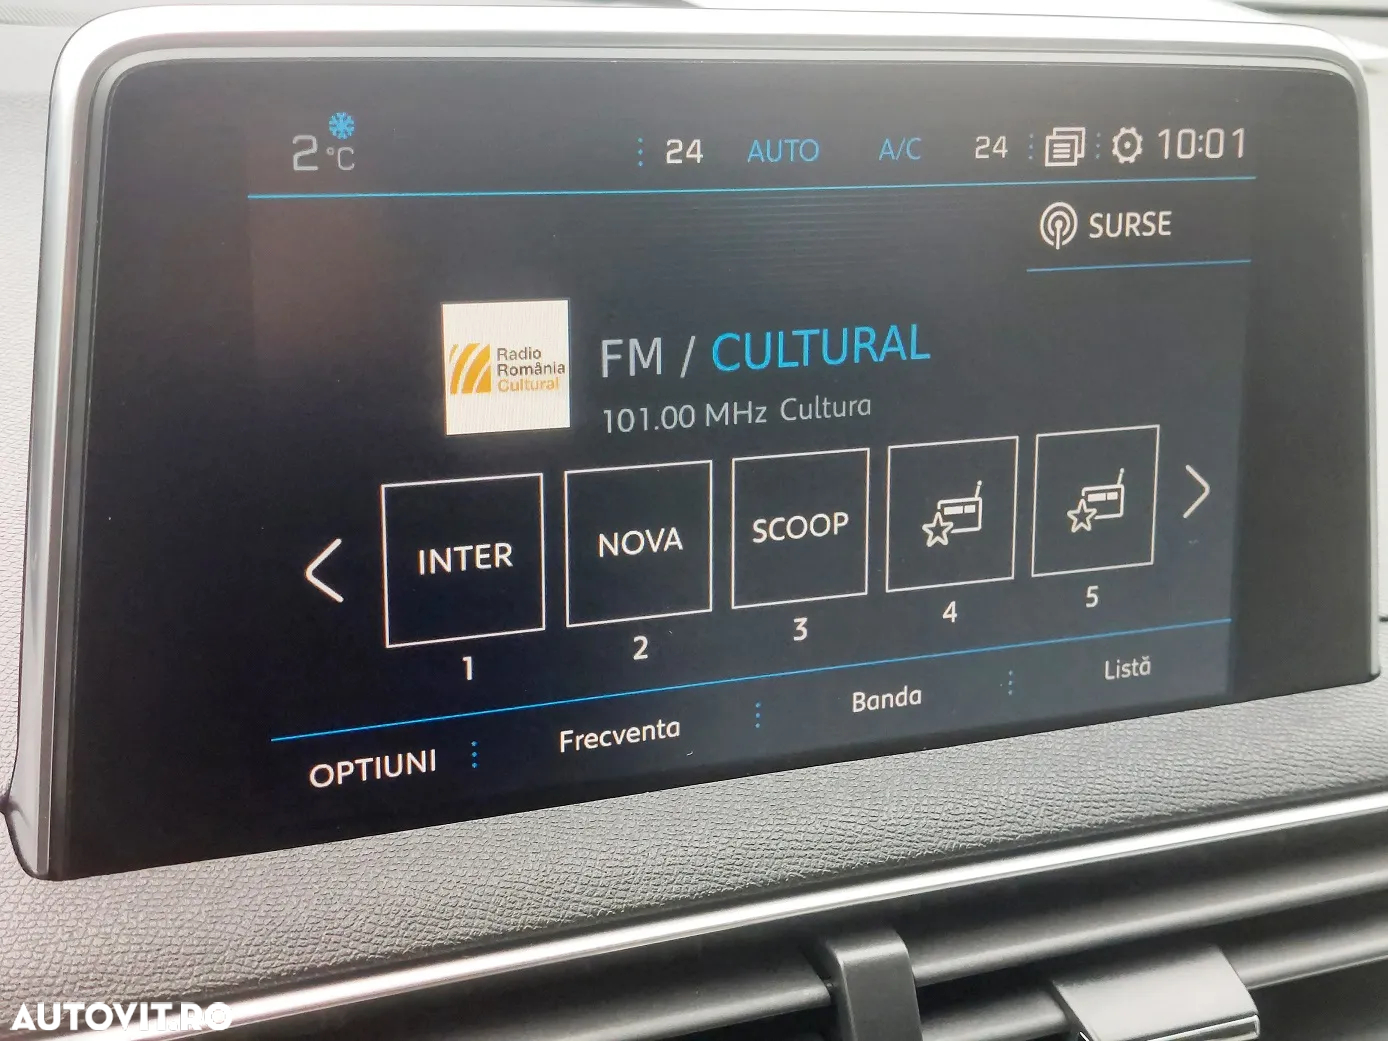 2 °C
24 AUTO A/C 24 10:01
SURSE
Radio
România
Cultural
FM / CULTURAL
101.00 MHz Cultura
INTER NOVA SCOOP
1 2 3 4 5
OPTIUNI Frecventa Banda Listă
AUTOVIT.RO